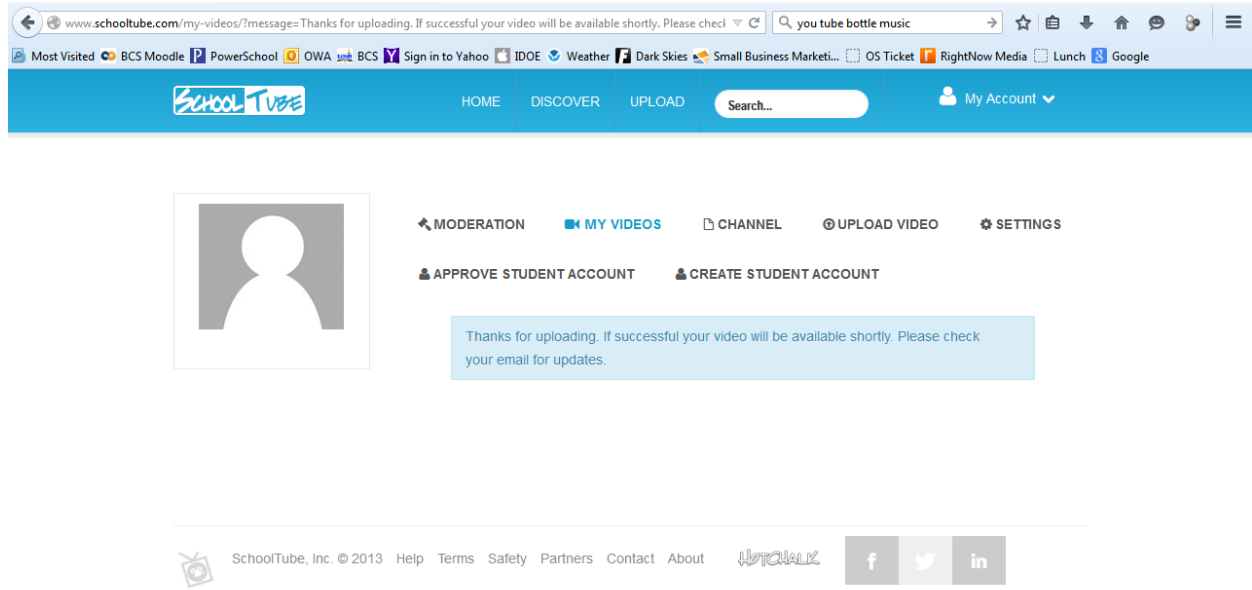 www.schooltube.com/my-videos/?message=Thanks for uploading. If successful your video will be available shortly. Please check you tube bottle music
Most Visited BCS Moodle PowerSchool OWA BCS Sign in to Yahoo IDOE Weather Dark Skies Small Business Marketi... OS Ticket RightNow Media Lunch Google
SCHOOLTUBE HOME DISCOVER UPLOAD Search... My Account
MODERATION MY VIDEOS CHANNEL UPLOAD VIDEO SETTINGS
APPROVE STUDENT ACCOUNT CREATE STUDENT ACCOUNT
Thanks for uploading. If successful your video will be available shortly. Please check
your email for updates.
SchoolTube, Inc. © 2013 Help Terms Safety Partners Contact About HOTCHALK f in